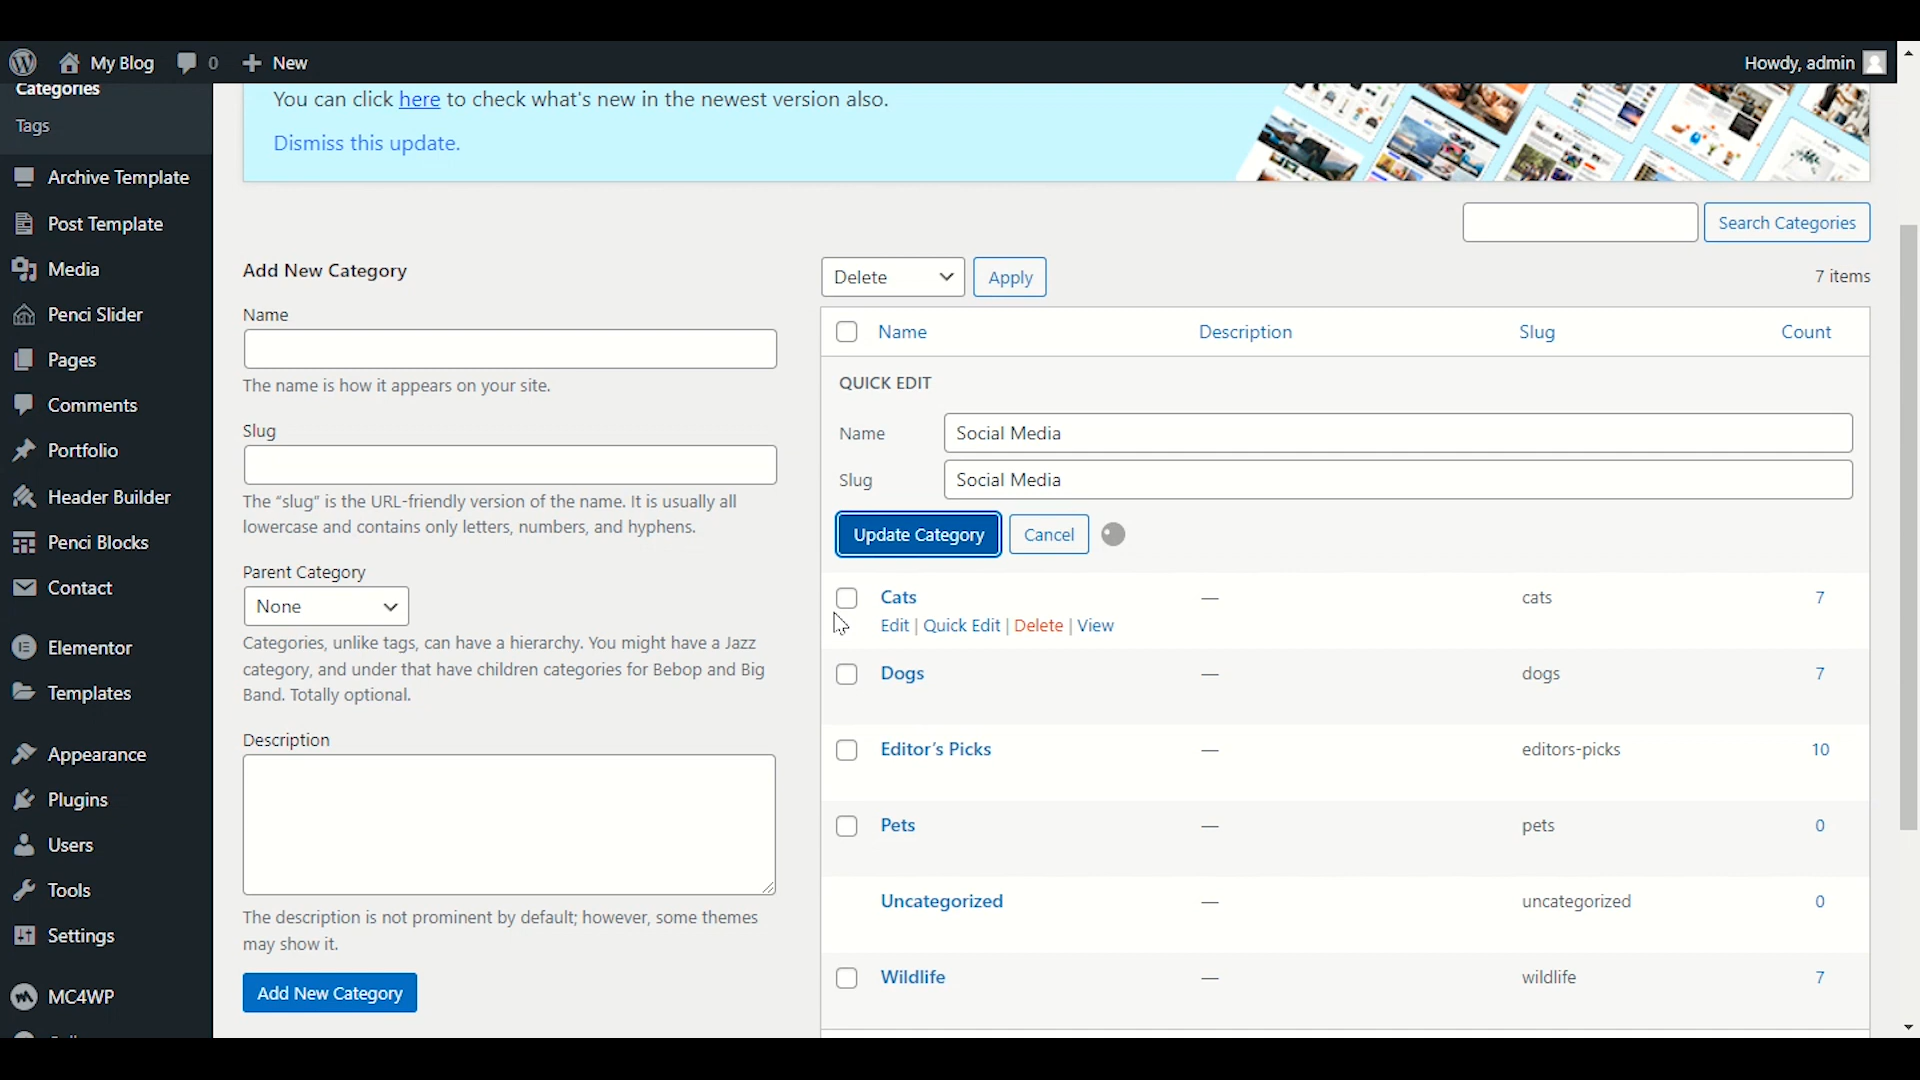 My Blog 0 New Howdy, admin
Categories
Tags
Archive Template
Post Template
Media
Penci Slider
Pages
Comments
Portfolio
Header Builder
Penci Blocks
Contact
Elementor
Templates
Appearance
Plugins
Users
Tools
Settings
MC4WP
You can click here to check what's new in the newest version also.
Dismiss this update.
Search Categories
Add New Category
Name
The name is how it appears on your site.
Slug
The “slug” is the URL-friendly version of the name. It is usually all
lowercase and contains only letters, numbers, and hyphens.
Parent Category
None
Categories, unlike tags, can have a hierarchy. You might have a Jazz
category, and under that have children categories for Bebop and Big
Band. Totally optional.
Description
The description is not prominent by default; however, some themes
may show it.
Add New Category
Delete Apply 7 items
Name Description Slug Count
QUICK EDIT
Name Social Media
Slug Social Media
Update Category Cancel
Cats — cats 7
Edit | Quick Edit | Delete | View
Dogs — dogs 7
Editor’s Picks — editors-picks 10
Pets — pets 0
Uncategorized — uncategorized 0
Wildlife — wildlife 7